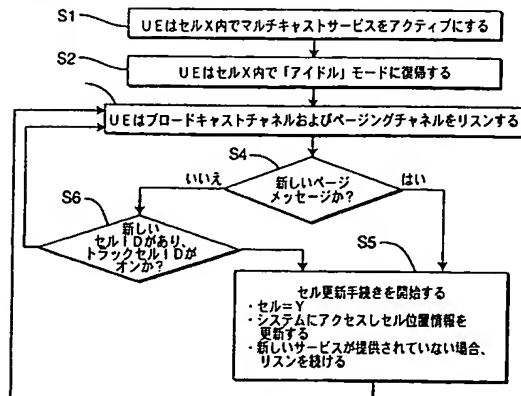 S1
UEはセルX内でマルチキャストサービスをアクティブにする
S2
UEはセルX内で「アイドル」モードに復帰する
UEはブロードキャストチャネルおよびページングチャネルをリスンする
S4
新しいページ
メッセージか?
いいえ
はい
S6
新しい
セルIDがあり、
トラックセルIDが
オンか?
S5
セル更新手続きを開始する
・セル=Y
・システムにアクセスしセル位置情報を
更新する
・新しいサービスが提供されていない場合、
リスンを続ける